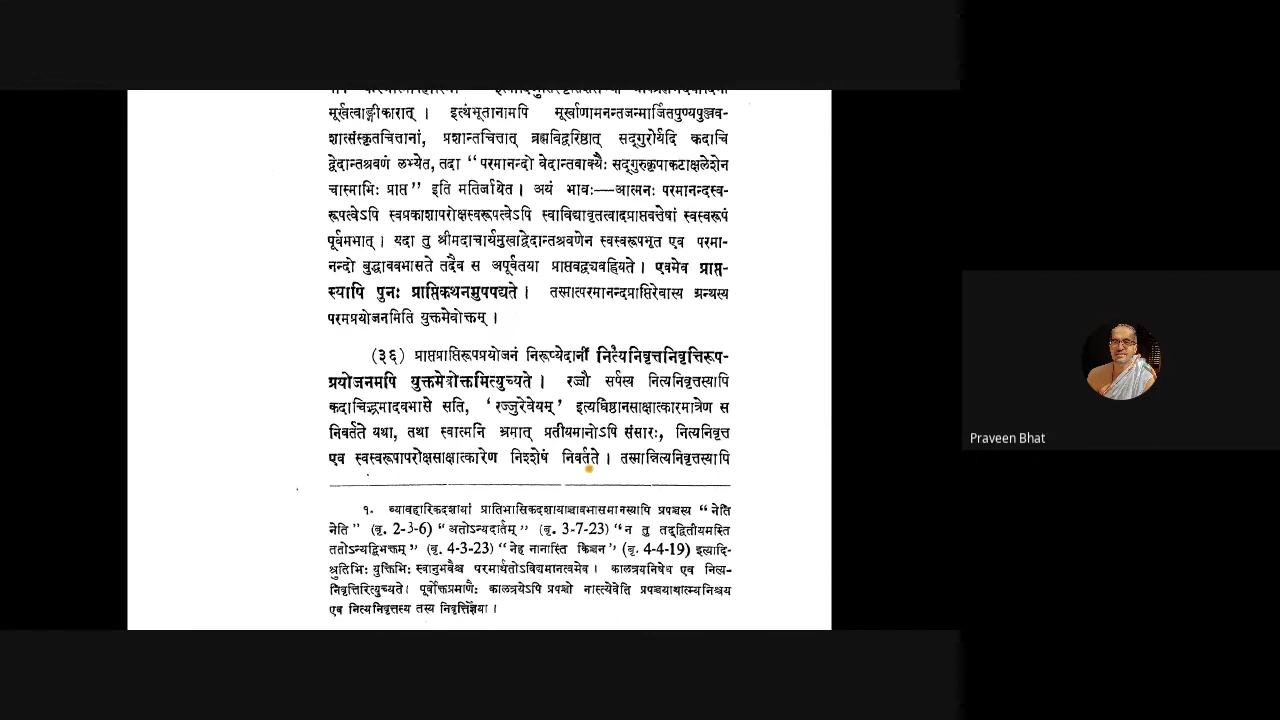 मूर्खत्वाङ्गीकारात् । इत्थंभूतानामपि मूर्खाणामनन्तजन्मार्जितपुण्यपुञ्जव-
शात्संस्कृतचित्तानां, प्रशान्तचित्तात् ब्रह्मविद्वरिष्ठात् सद्गुरोर्यदि कदाचि
द्वेदान्तश्रवणं लभ्येत, तदा “ परमानन्दो वेदान्तवाक्यैः सद्गुरुकृपाकटाक्षलेशेन
चास्माभिः प्राप्त ” इति मतिर्जायेत । अयं भावः—आत्मनः परमानन्दस्व-
रूपत्वेऽपि स्वप्रकाशापरोक्षस्वरूपत्वेऽपि स्वाविद्यावृतत्वादप्राप्तवत्तेषां स्वस्वरूपं
पूर्वमभात् । यदा तु श्रीमदाचार्यमुखाद्वेदान्तश्रवणेन स्वस्वरूपभूत एव परमा-
नन्दो बुद्धाववभासते तदैव स अपूर्वतया प्राप्तवद्व्यवह्रियते । एवमेव प्राप्त-
स्यापि पुनः प्राप्तिकथनमुपपद्यते । तस्मात्परमानन्दप्राप्तिरेवास्य ग्रन्थस्य
परमप्रयोजनमिति युक्तमेवोक्तम् ।
(३६) प्राप्तप्राप्तिरूपप्रयोजनं निरूप्येदानीं नित्यनिवृत्तनिवृत्तिरूप-
प्रयोजनमपि युक्तमेवोक्तमित्युच्यते । रज्जौ सर्पस्य नित्यनिवृत्तस्यापि
कदाचिद्भ्रमादवभासे सति, ‘ रज्जुरेवेयम् ’ इत्यधिष्ठानसाक्षात्कारमात्रेण स
निवर्तते यथा, तथा स्वात्मनि भ्रमात् प्रतीयमानोऽपि संसारः, नित्यनिवृत्त
एव स्वस्वरूपापरोक्षसाक्षात्कारेण निश्शेषं निवर्तते । तस्मान्नित्यनिवृत्तस्यापि
१. व्यावहारिकदशायां प्रातिभासिकदशायाञ्चावभासमानस्यापि प्रपञ्चस्य “ नेति
नेति ” (बृ. 2-3-6) “ अतोऽन्यदार्तम् ” (बृ. 3-7-23) “ न तु तद्द्वितीयमस्ति
ततोऽन्यद्विभक्तम् ” (बृ. 4-3-23) “ नेह नानास्ति किञ्चन ” (बृ. 4-4-19) इत्यादि-
श्रुतिभिः युक्तिभिः स्वानुभवैश्च परमार्थतोऽविद्यमानत्वमेव । कालत्रयनिषेध एव नित्य-
निवृत्तिरित्युच्यते। पूर्वोक्तप्रमाणैः कालत्रयेऽपि प्रपञ्चो नास्त्येवेति प्रपञ्चयाथात्म्यनिश्चय
एव नित्यनिवृत्तस्य तस्य निवृत्तिर्ज्ञेया ।
Praveen Bhat